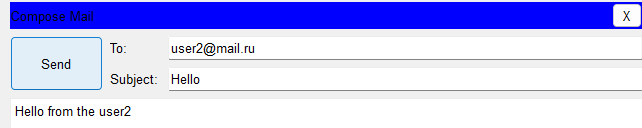 Compose Mail
X
Send
To:
user2@mail.ru
Subject:
Hello
Hello from the user2